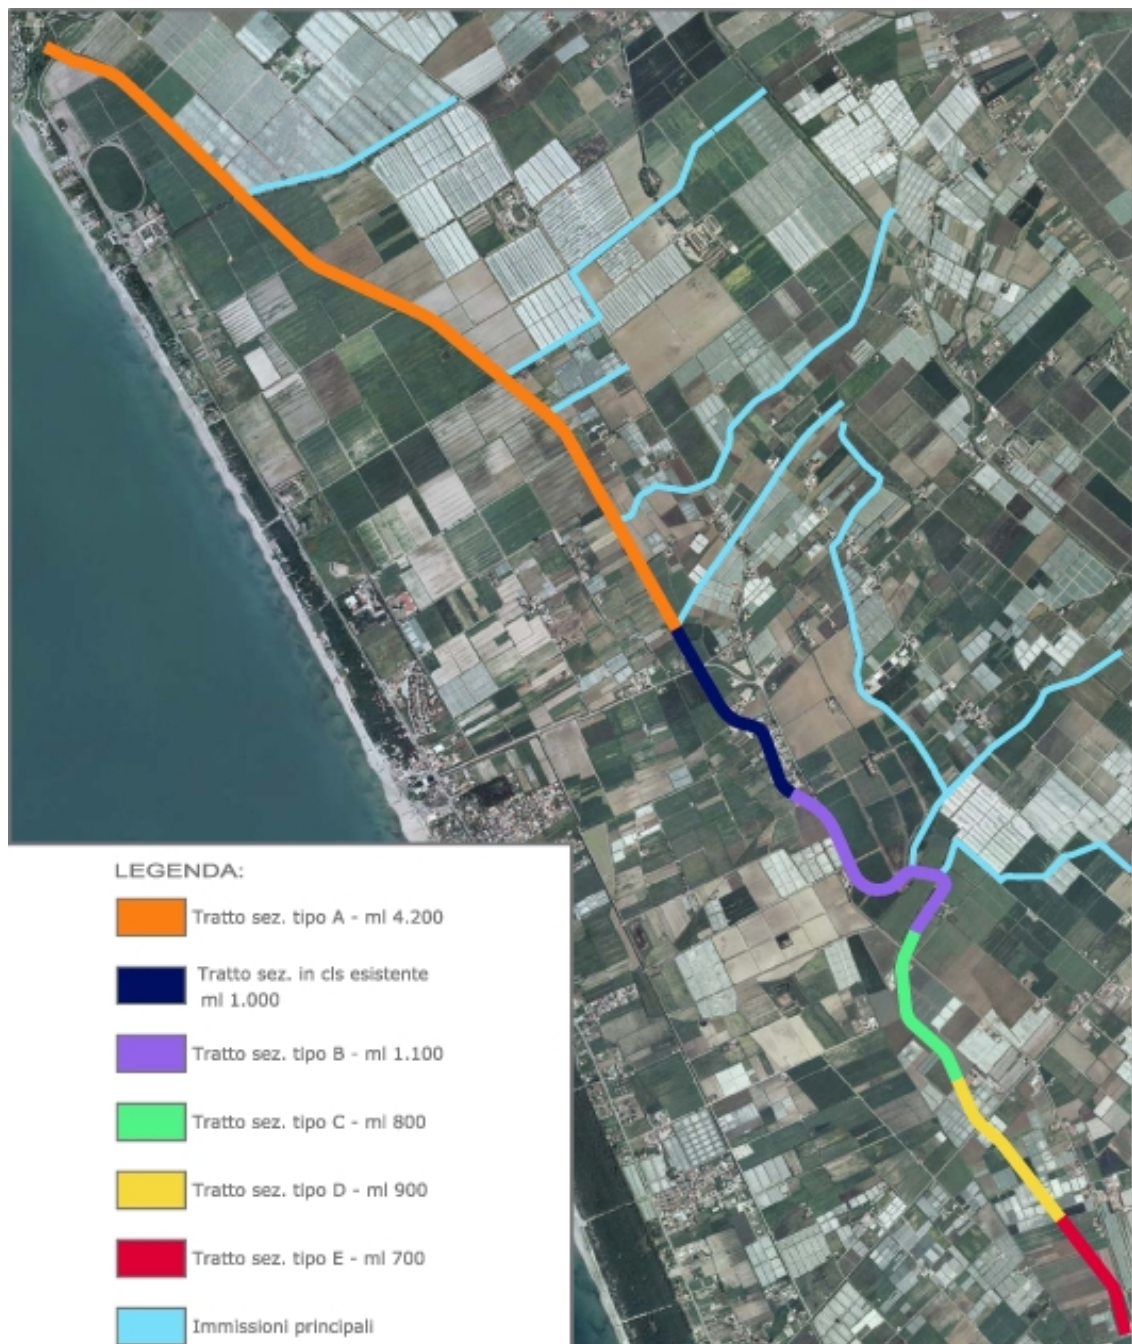 LEGENDA:
Tratto sez. tipo A - ml 4.200
Tratto sez. in cls esistente
ml 1.000
Tratto sez. tipo B - ml 1.100
Tratto sez. tipo C - ml 800
Tratto sez. tipo D - ml 900
Tratto sez. tipo E - ml 700
Immissioni principali